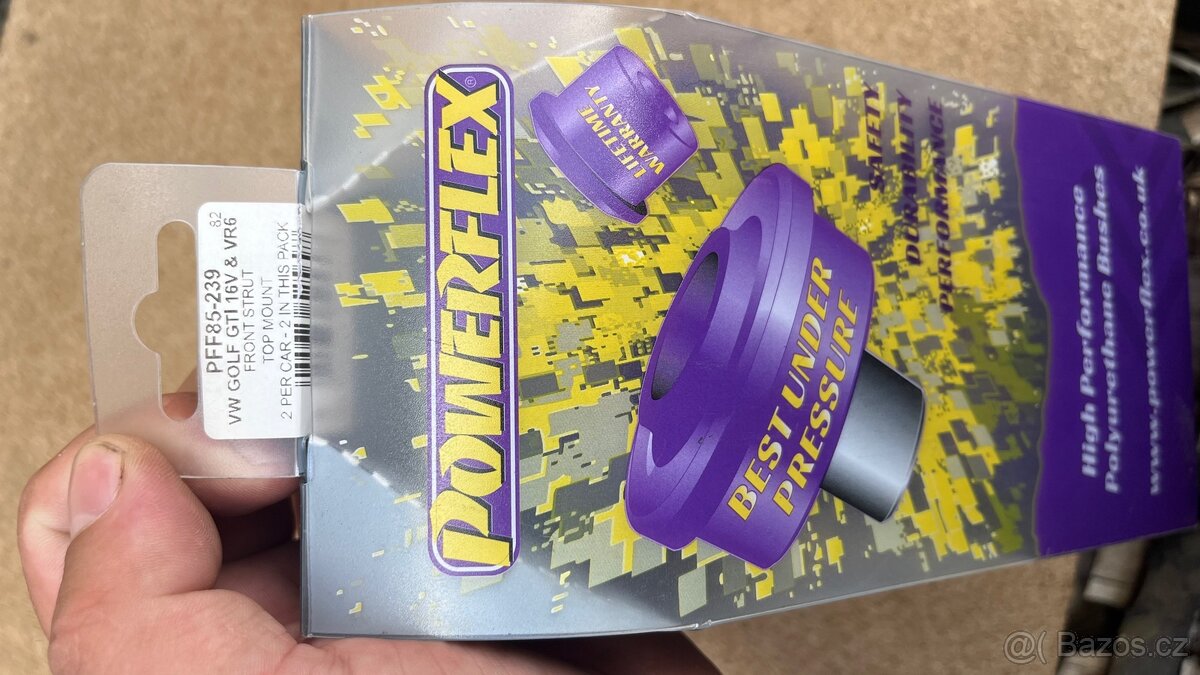 PFF85-239
VW GOLF GTI 16V & VR6
82
FRONT STRUT
TOP MOUNT
2 PER CAR - 2 IN THIS PACK
POWERFLEX®
LIFETIME
WARRANTY
SAFETY
DURABILITY
PERFORMANCE
BEST UNDER
PRESSURE
High Performance
Polyurethane Bushes
www.powerflex.co.uk
@( Bazos.cz